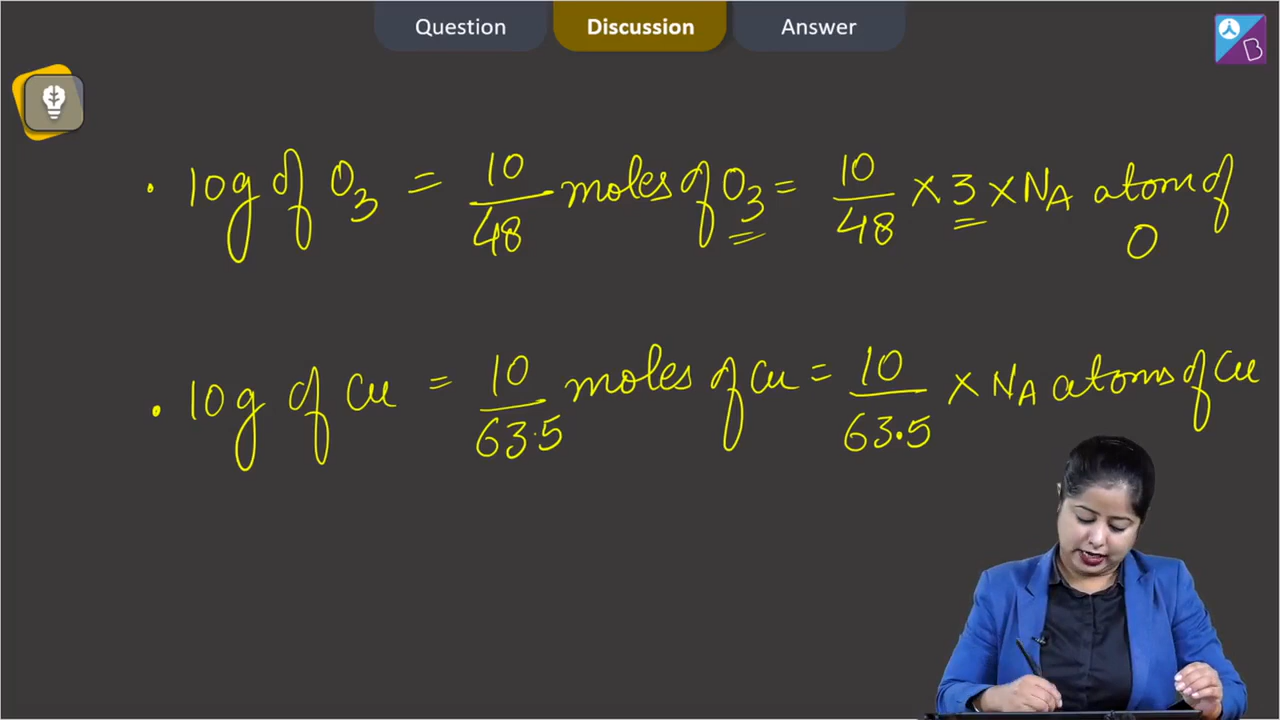 Question Discussion Answer
B
• 10g of O₃ = 10/48 moles of O₃ = 10/48 × 3 × NA atom of O
• 10g of Cu = 10/63.5 moles of Cu = 10/63.5 × NA atoms of Cu